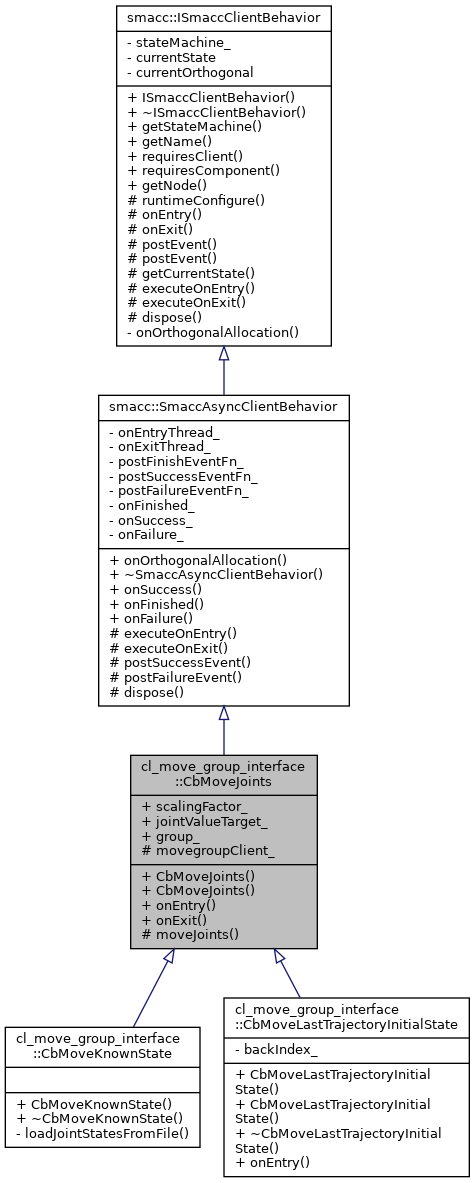 smacc::ISmaccClientBehavior
- stateMachine_
- currentState
- currentOrthogonal
+ ISmaccClientBehavior()
+ ~ISmaccClientBehavior()
+ getStateMachine()
+ getName()
+ requiresClient()
+ requiresComponent()
+ getNode()
# runtimeConfigure()
# onEntry()
# onExit()
# postEvent()
# postEvent()
# getCurrentState()
# executeOnEntry()
# executeOnExit()
# dispose()
- onOrthogonalAllocation()
smacc::SmaccAsyncClientBehavior
- onEntryThread_
- onExitThread_
- postFinishEventFn_
- postSuccessEventFn_
- postFailureEventFn_
- onFinished_
- onSuccess_
- onFailure_
+ onOrthogonalAllocation()
+ ~SmaccAsyncClientBehavior()
+ onSuccess()
+ onFinished()
+ onFailure()
# executeOnEntry()
# executeOnExit()
# postSuccessEvent()
# postFailureEvent()
# dispose()
cl_move_group_interface
::CbMoveJoints
+ scalingFactor_
+ jointValueTarget_
+ group_
# movegroupClient_
+ CbMoveJoints()
+ CbMoveJoints()
+ onEntry()
+ onExit()
# moveJoints()
cl_move_group_interface
::CbMoveKnownState
+ CbMoveKnownState()
+ ~CbMoveKnownState()
- loadJointStatesFromFile()
cl_move_group_interface
::CbMoveLastTrajectoryInitialState
- backIndex_
+ CbMoveLastTrajectoryInitial
State()
+ CbMoveLastTrajectoryInitial
State()
+ ~CbMoveLastTrajectoryInitial
State()
+ onEntry()